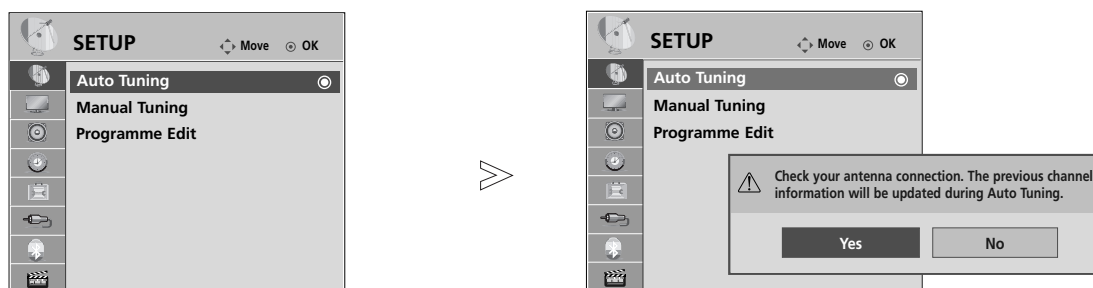 SETUP
Move OK
Auto Tuning
Manual Tuning
Programme Edit
SETUP
Move OK
Auto Tuning
Manual Tuning
Programme Edit
Check your antenna connection. The previous channel
information will be updated during Auto Tuning.
Yes
No